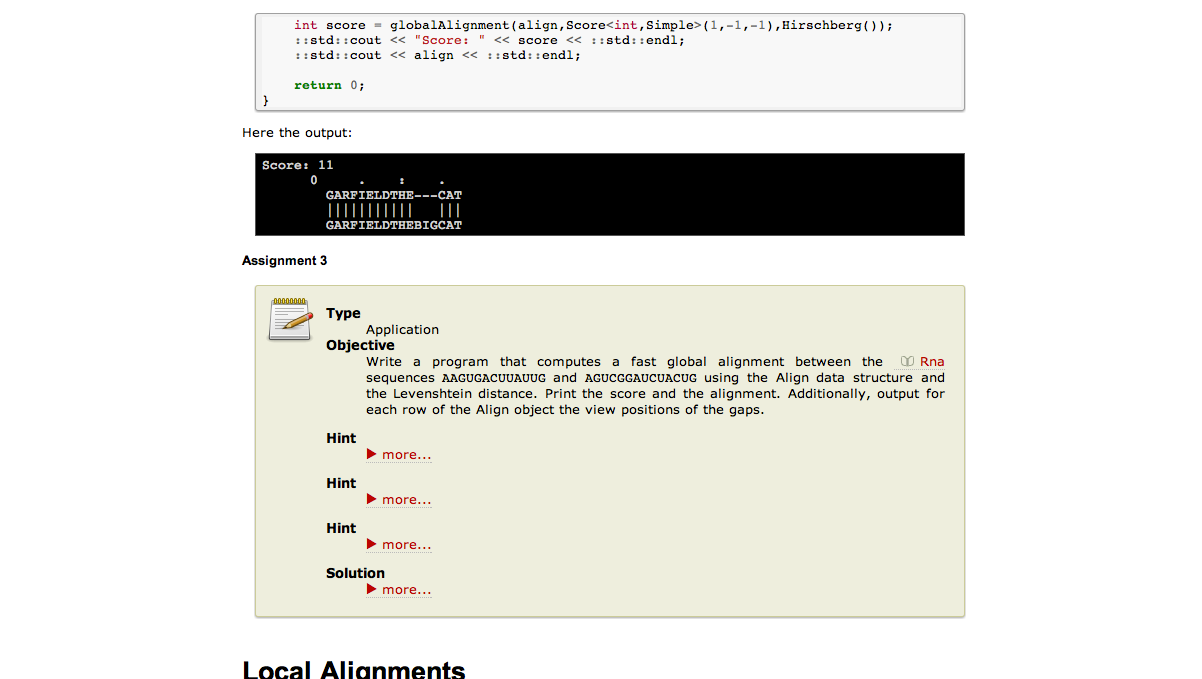 int score = globalAlignment(align,Score<int,Simple>(1,-1,-1),Hirschberg());
::std::cout << "Score: " << score << ::std::endl;
::std::cout << align << ::std::endl;
return 0;
}
Here the output:
Score: 11
0 . : .
GARFIELDTHE---CAT
||||||||||| |||
GARFIELDTHEBIGCAT
Assignment 3
Type
Application
Objective
Write a program that computes a fast global alignment between the Rna
sequences AAGUGACUUAUUG and AGUCGGAUCUACUG using the Align data structure and
the Levenshtein distance. Print the score and the alignment. Additionally, output for
each row of the Align object the view positions of the gaps.
Hint
more...
Hint
more...
Hint
more...
Solution
more...
Local Alignments